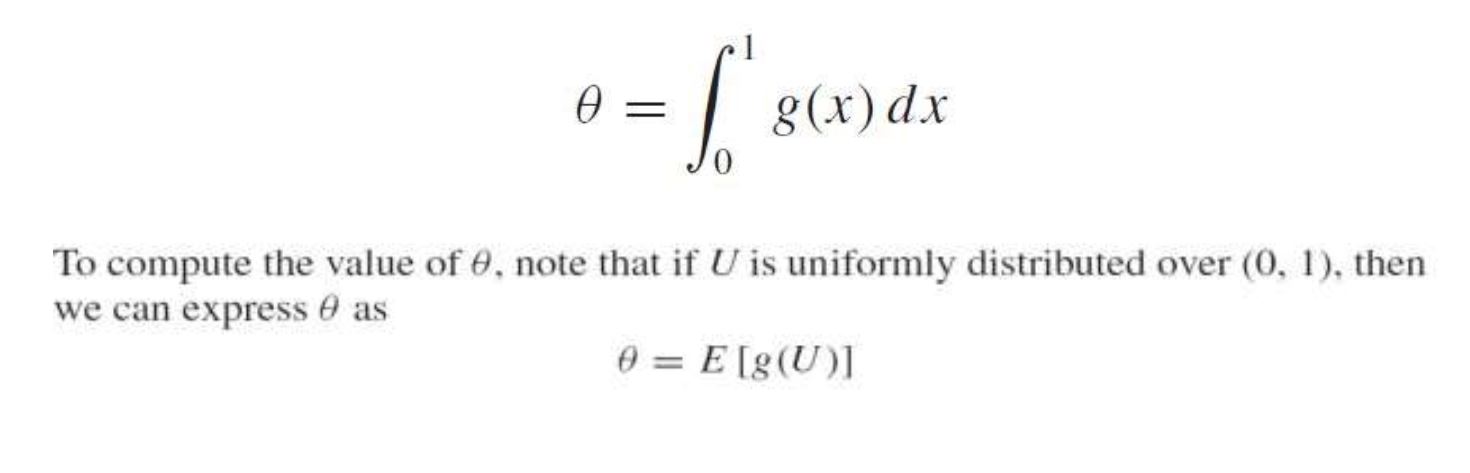 θ = ∫₀¹ g(x) dx
To compute the value of θ, note that if U is uniformly distributed over (0, 1), then
we can express θ as
θ = E [g(U)]